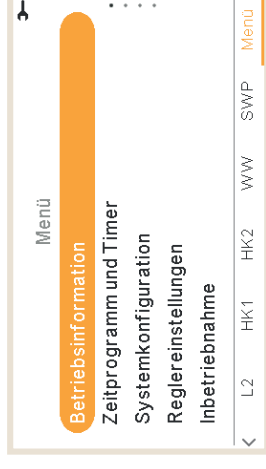 Menü
Betriebsinformation
Zeitprogramm und Timer
Systemkonfiguration
Reglereinstellungen
Inbetriebnahme
L2 HK1 HK2 WW SWP Menü